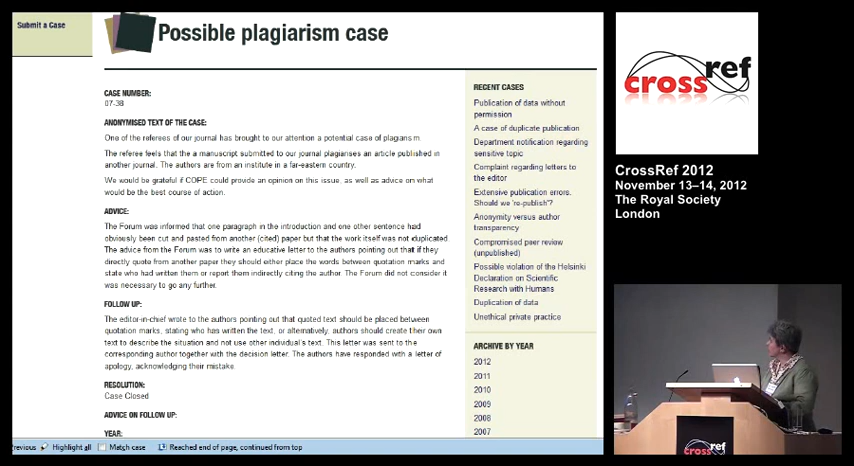 Submit a Case
Possible plagiarism case
CASE NUMBER:
07-38
ANONYMISED TEXT OF THE CASE:
One of the referees of our journal has brought to our attention a potential case of plagiarism.
The referee feels that the a manuscript submitted to our journal plagiarises an article published in
another journal. The authors are from an institute in a far-eastern country.
We would be grateful if COPE could provide an opinion on this issue, as well as advice on what
would be the best course of action.
ADVICE:
The Forum was informed that one paragraph in the introduction and one other sentence had
obviously been cut and pasted from another (cited) paper but that the work itself was not duplicated.
The advice from the Forum was to write an educative letter to the authors pointing out that if they
directly quote from another paper they should either place the words between quotation marks and
state who had written them or report them indirectly citing the author. The Forum did not consider it
was necessary to go any further.
FOLLOW UP:
The editor-in-chief wrote to the authors pointing out that quoted text should be placed between
quotation marks, stating who has written the text, or alternatively, authors should create their own
text to describe the situation and not use other individual's text. This letter was sent to the
corresponding author together with the decision letter. The authors have responded with a letter of
apology, acknowledging their mistake.
RESOLUTION:
Case Closed
ADVICE ON FOLLOW UP:
YEAR:
RECENT CASES
Publication of data without
permission
A case of duplicate publication
Department notification regarding
sensitive topic
Complaint regarding letters to
the editor
Extensive publication errors.
Should we 're-publish'?
Anonymity versus author
transparency
Compromised peer review
(unpublished)
Possible violation of the Helsinki
Declaration on Scientific
Research with Humans
Duplication of data
Unethical private practice
ARCHIVE BY YEAR
2012
2011
2010
2009
2008
2007
revious Highlight all Match case Reached end of page, continued from top
crossref
CrossRef 2012
November 13–14, 2012
The Royal Society
London
crossref